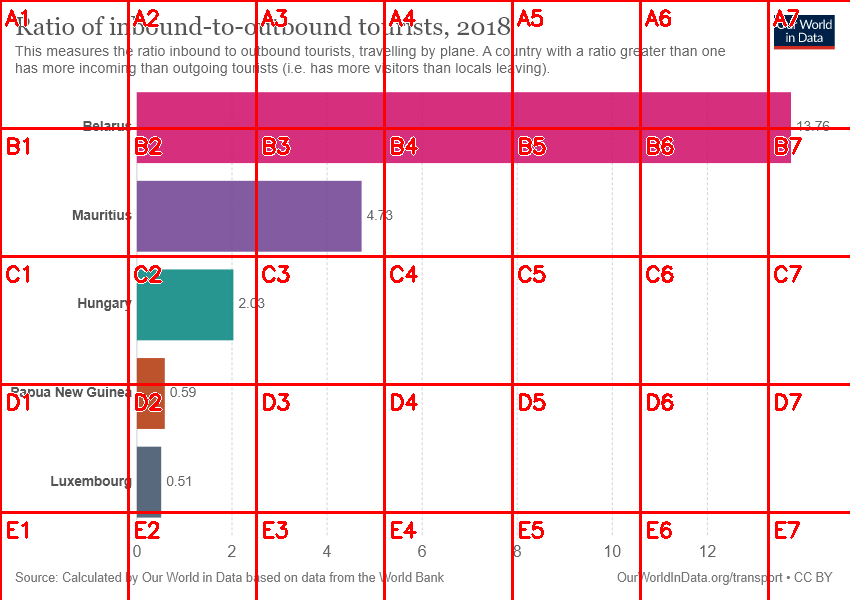 Ratio of inbound-to-outbound tourists, 2018
Our World
in Data
This measures the ratio inbound to outbound tourists, travelling by plane. A country with a ratio greater than one
has more incoming than outgoing tourists (i.e. has more visitors than locals leaving).
A1 A2 A3 A4 A5 A6 A7
Belarus 13.76
B1 B2 B3 B4 B5 B6 B7
Mauritius 4.73
C1 C2 C3 C4 C5 C6 C7
Hungary 2.03
Papua New Guinea 0.59
D1 D2 D3 D4 D5 D6 D7
Luxembourg 0.51
E1 E2 E3 E4 E5 E6 E7
0 2 4 6 8 10 12
Source: Calculated by Our World in Data based on data from the World Bank
OurWorldInData.org/transport • CC BY